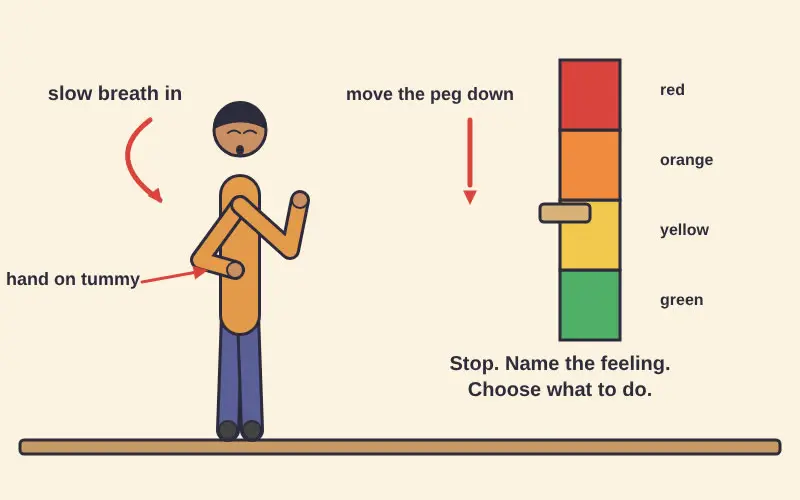 slow breath in
hand on tummy
move the peg down
red
orange
yellow
green
Stop. Name the feeling.
Choose what to do.